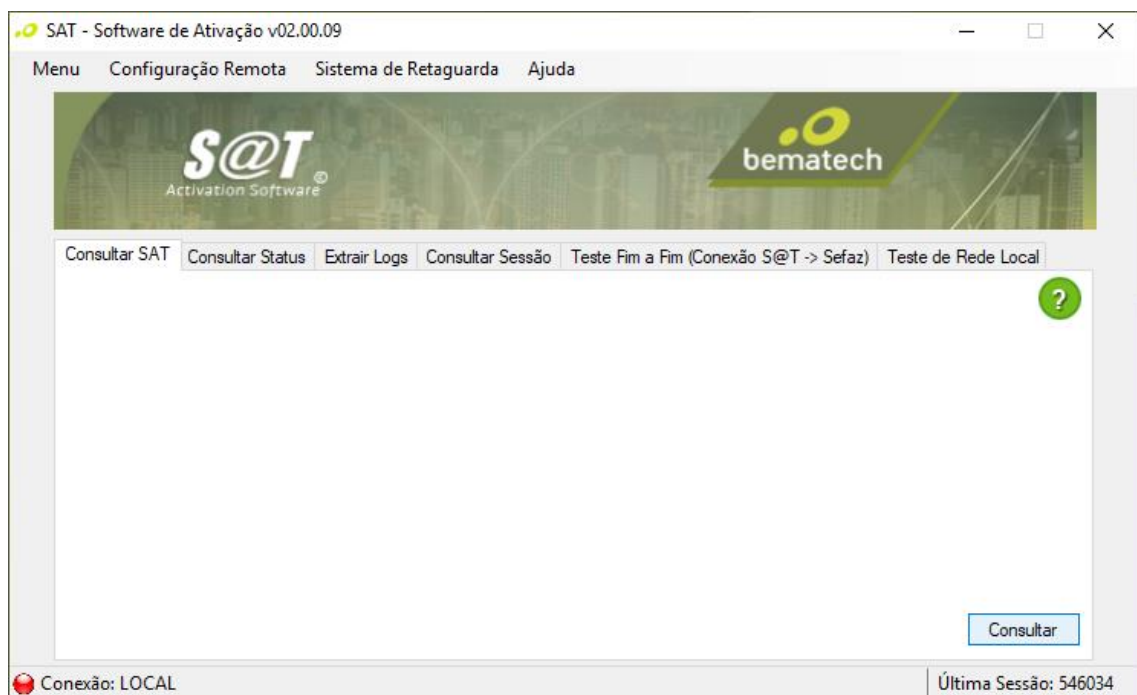 SAT - Software de Ativação v02.00.09
Menu Configuração Remota Sistema de Retaguarda Ajuda
S@T ©
Activation Software
bematech
Consultar SAT Consultar Status Extrair Logs Consultar Sessão Teste Fim a Fim (Conexão S@T -> Sefaz) Teste de Rede Local
?
Consultar
Conexão: LOCAL Última Sessão: 546034